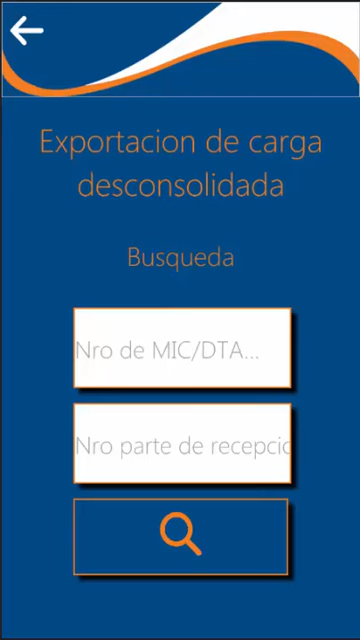 Exportacion de carga
desconsolidada
Busqueda
Nro de MIC/DTA...
Nro parte de recepcio